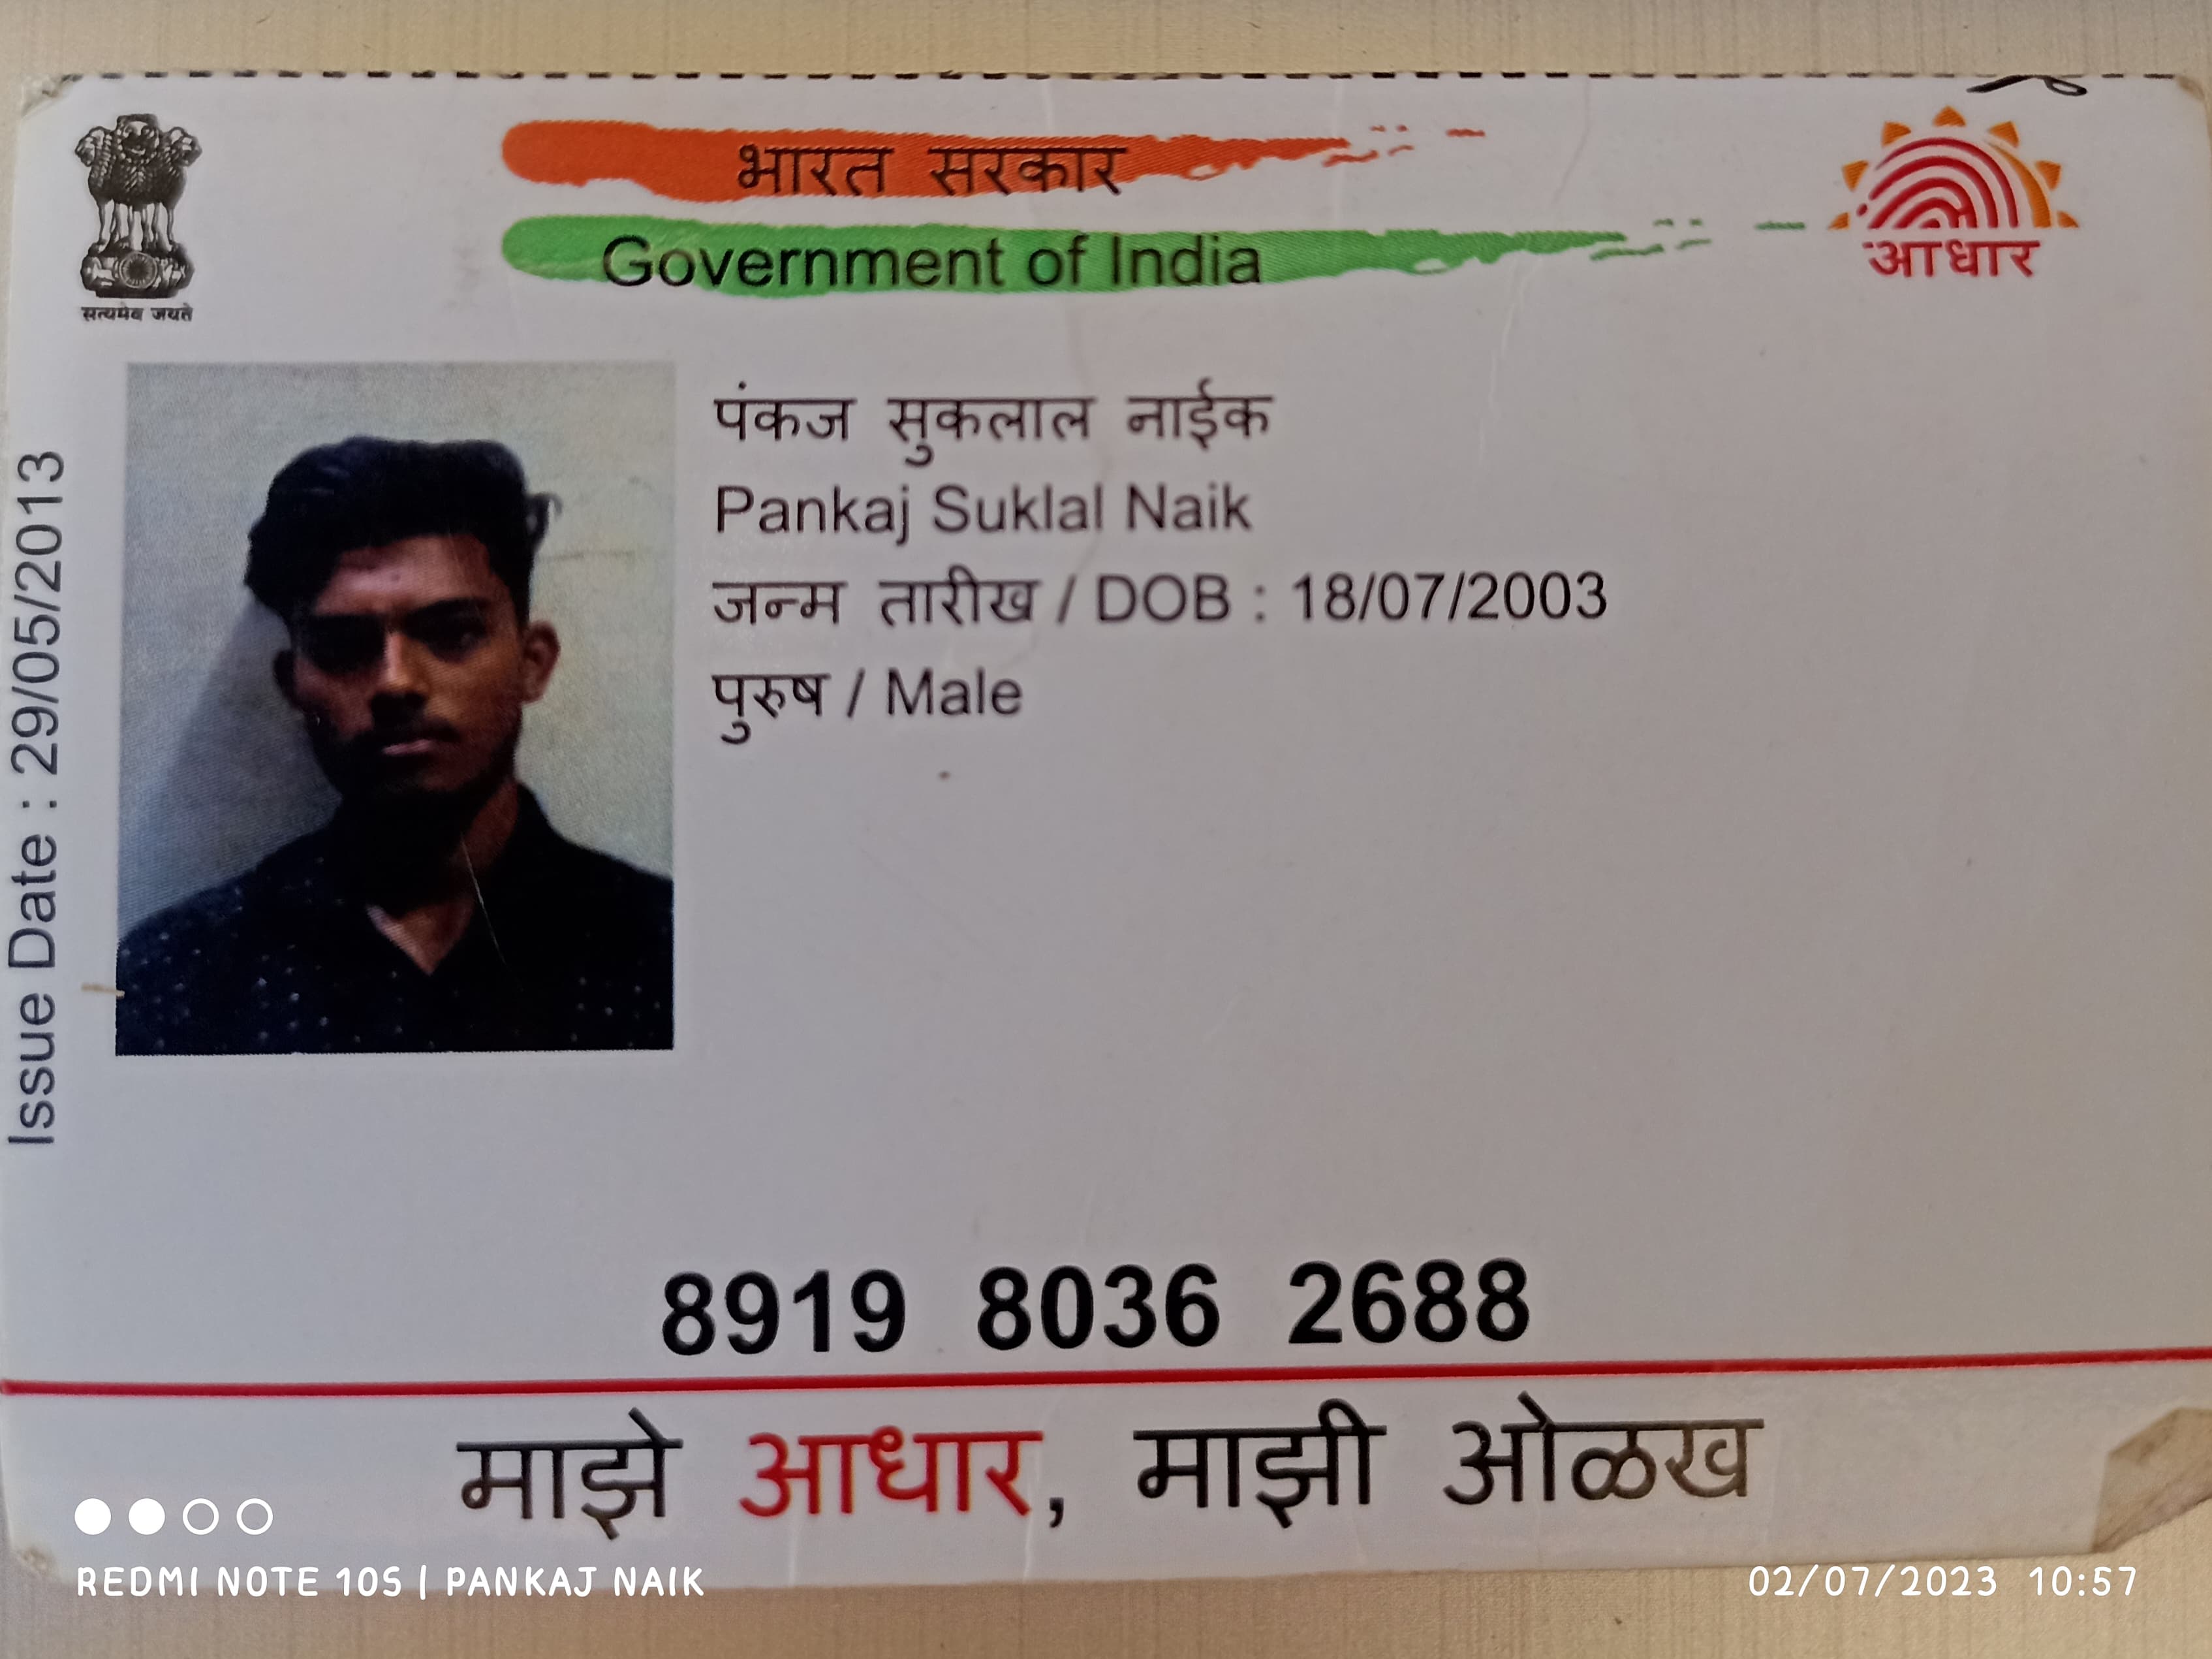 भारत सरकार
Government of India
सत्यमेव जयते
आधार
Issue Date : 29/05/2013
पंकज सुकलाल नाईक
Pankaj Suklal Naik
जन्म तारीख / DOB : 18/07/2003
पुरुष / Male
8919 8036 2688
माझे आधार, माझी ओळख
REDMI NOTE 10S | PANKAJ NAIK
02/07/2023 10:57